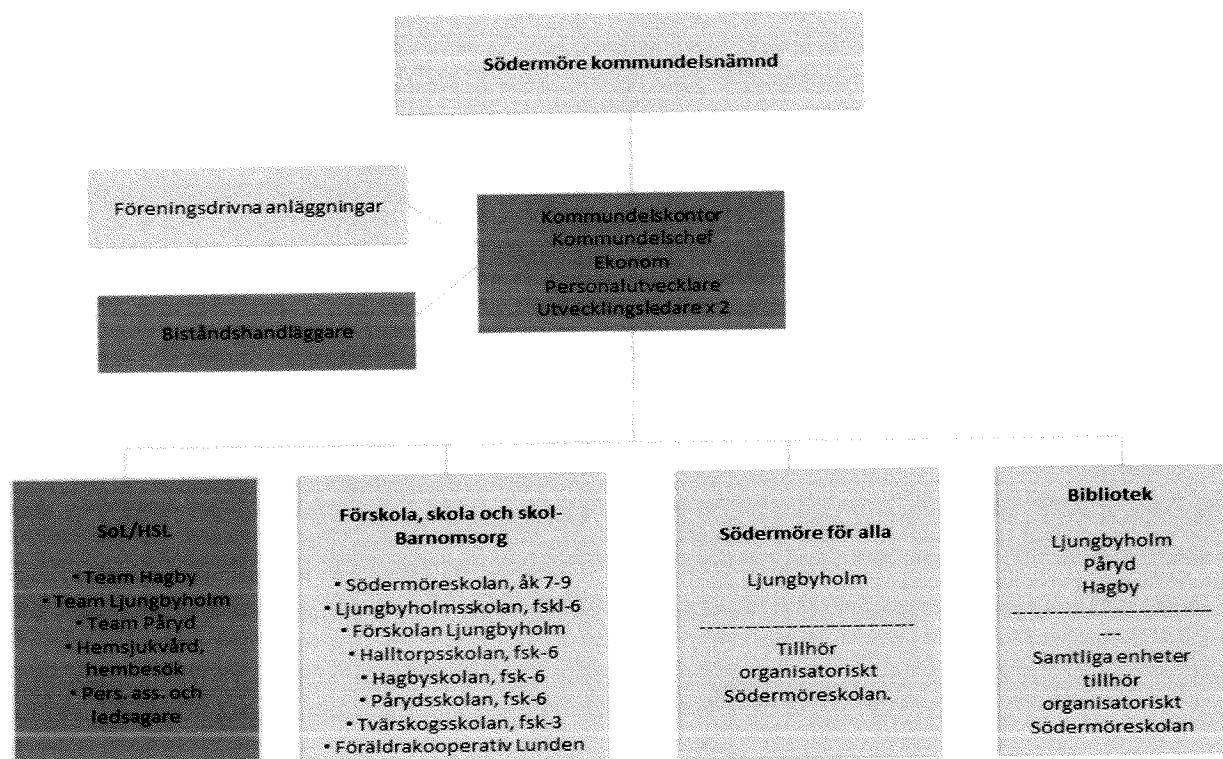 Södermöre kommundelsnämnd
Föreningsdrivna anläggningar
Kommundelskontor
Kommundelschef
Ekonom
Personalutvecklare
Utvecklingsledare x 2
Biståndshandläggare
SoL/HSL
• Team Hagby
• Team Ljungbyholm
• Team Påryd
• Hemsjukvård,
hembesök
• Pers. ass. och
ledsagare
Förskola, skola och skol-
Barnomsorg
• Södermöreskolan, åk 7-9
• Ljungbyholmsskolan, fskl-6
• Förskolan Ljungbyholm
• Halltorpsskolan, fsk-6
• Hagbyskolan, fsk-6
• Pårydsskolan, fsk-6
• Tvärskogsskolan, fsk-3
• Föräldrakooperativ Lunden
Södermöre för alla
Ljungbyholm
Tillhör
organisatoriskt
Södermöreskolan.
Bibliotek
Ljungbyholm
Påryd
Hagby
Samtliga enheter
tillhör
organisatoriskt
Södermöreskolan